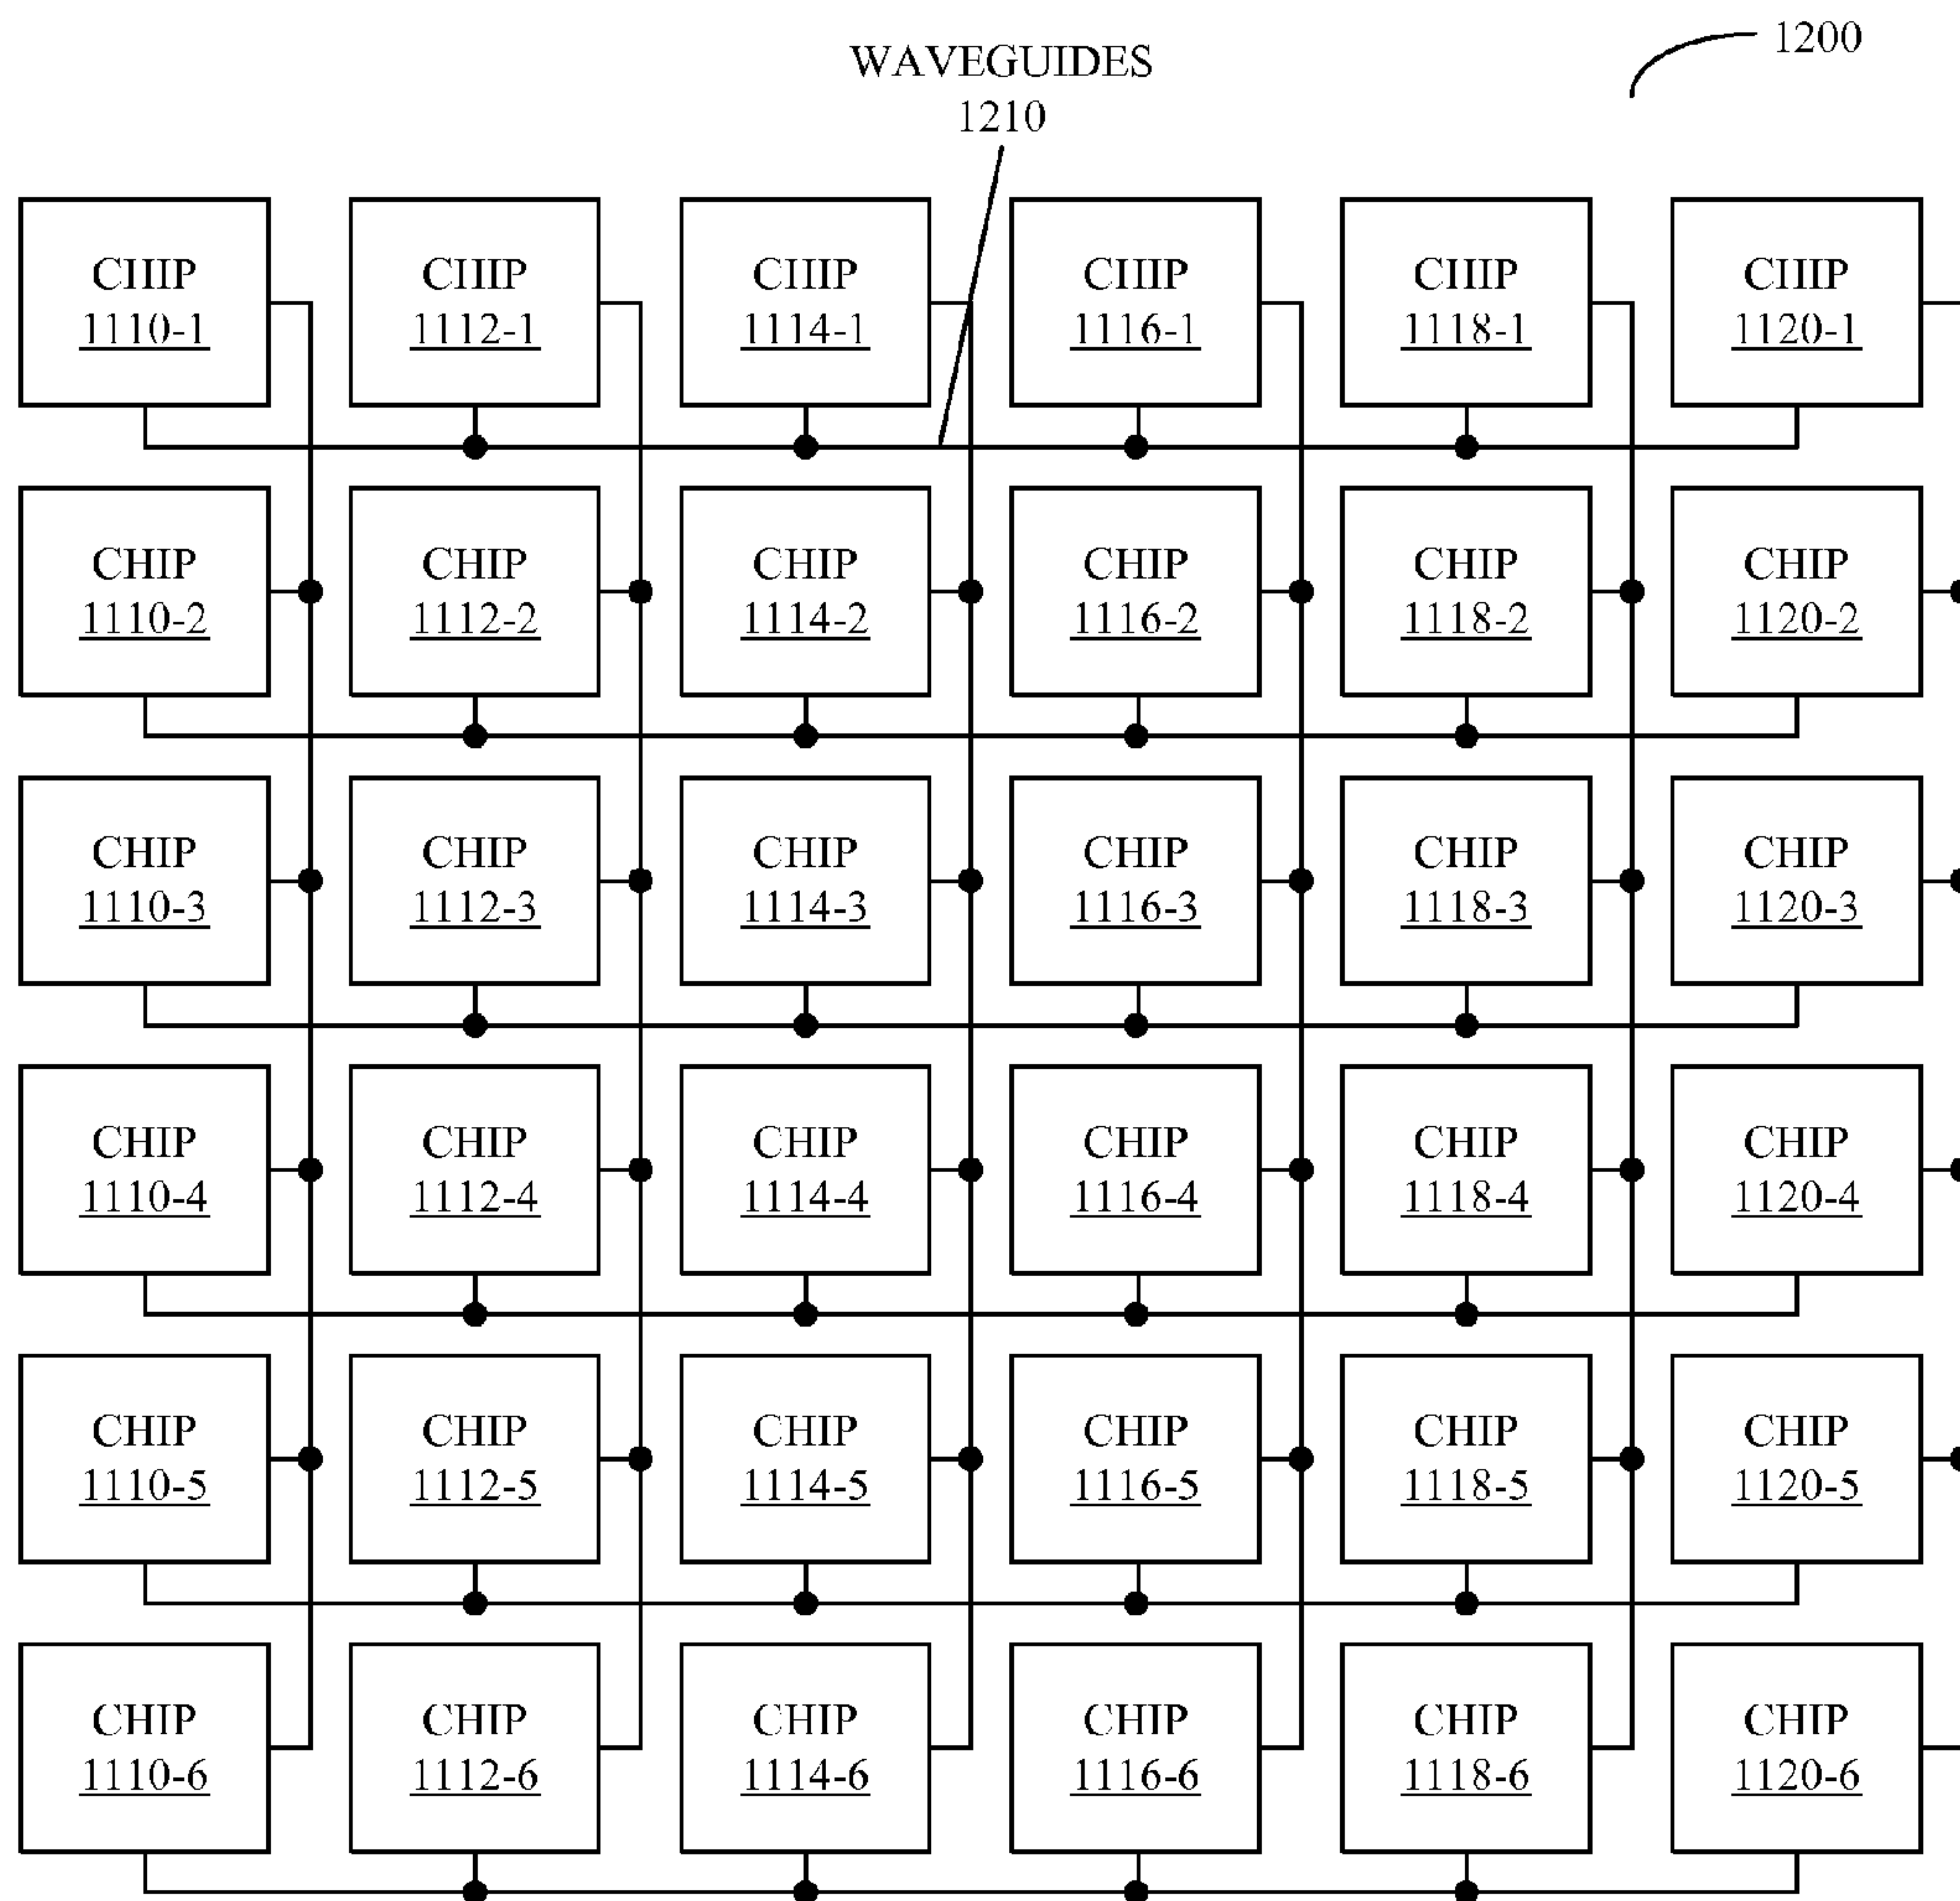 1200
WAVEGUIDES
1210
CHIP CHIP CHIP CHIP CHIP CHIP
1110-1 1112-1 1114-1 1116-1 1118-1 1120-1
CHIP CHIP CHIP CHIP CHIP CHIP
1110-2 1112-2 1114-2 1116-2 1118-2 1120-2
CHIP CHIP CHIP CHIP CHIP CHIP
1110-3 1112-3 1114-3 1116-3 1118-3 1120-3
CHIP CHIP CHIP CHIP CHIP CHIP
1110-4 1112-4 1114-4 1116-4 1118-4 1120-4
CHIP CHIP CHIP CHIP CHIP CHIP
1110-5 1112-5 1114-5 1116-5 1118-5 1120-5
CHIP CHIP CHIP CHIP CHIP CHIP
1110-6 1112-6 1114-6 1116-6 1118-6 1120-6